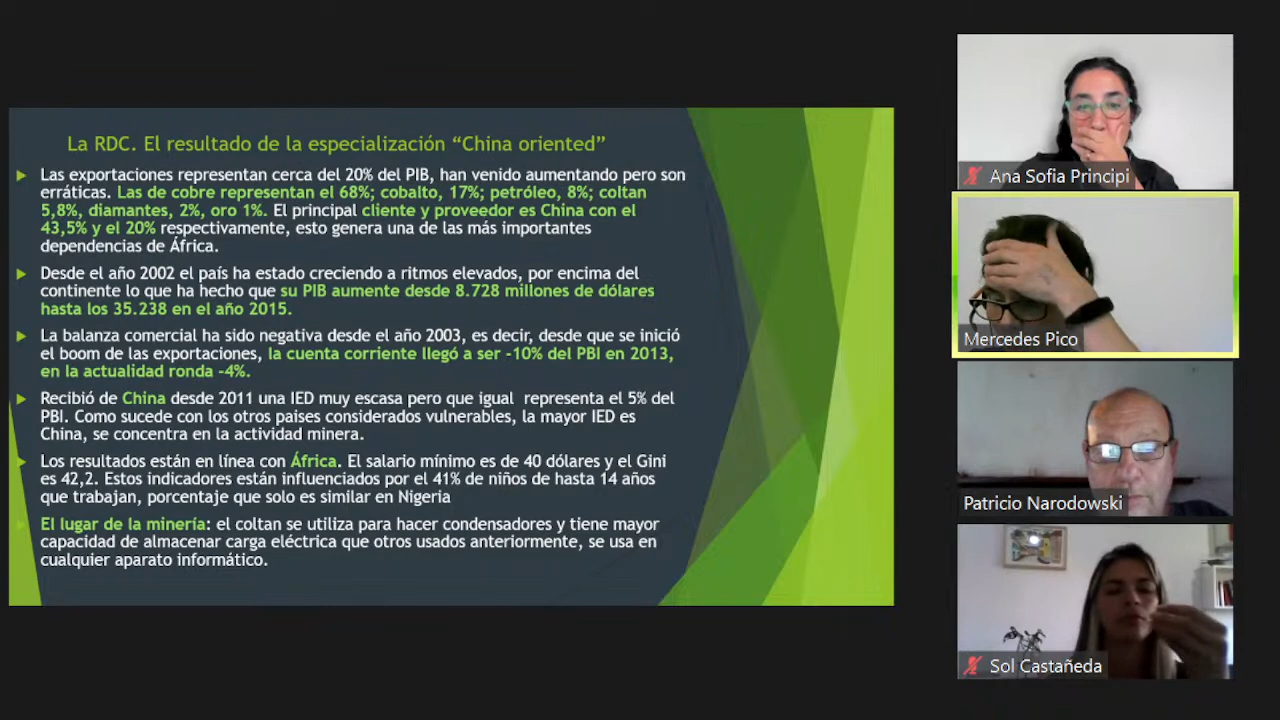 La RDC. El resultado de la especialización “China oriented”
Las exportaciones representan cerca del 20% del PIB, han venido aumentando pero son
erráticas. Las de cobre representan el 68%; cobalto, 17%; petróleo, 8%; coltan
5,8%, diamantes, 2%, oro 1%. El principal cliente y proveedor es China con el
43,5% y el 20% respectivamente, esto genera una de las más importantes
dependencias de África.
Desde el año 2002 el país ha estado creciendo a ritmos elevados, por encima del
continente lo que ha hecho que su PIB aumente desde 8.728 millones de dólares
hasta los 35.238 en el año 2015.
La balanza comercial ha sido negativa desde el año 2003, es decir, desde que se inició
el boom de las exportaciones, la cuenta corriente llegó a ser -10% del PBI en 2013,
en la actualidad ronda -4%.
Recibió de China desde 2011 una IED muy escasa pero que igual representa el 5% del
PBI. Como sucede con los otros paises considerados vulnerables, la mayor IED es
China, se concentra en la actividad minera.
Los resultados están en línea con África. El salario mínimo es de 40 dólares y el Gini
es 42,2. Estos indicadores están influenciados por el 41% de niños de hasta 14 años
que trabajan, porcentaje que solo es similar en Nigeria
El lugar de la minería: el coltan se utiliza para hacer condensadores y tiene mayor
capacidad de almacenar carga eléctrica que otros usados anteriormente, se usa en
cualquier aparato informático.
Ana Sofia Principi
Mercedes Pico
Patricio Narodowski
Sol Castañeda